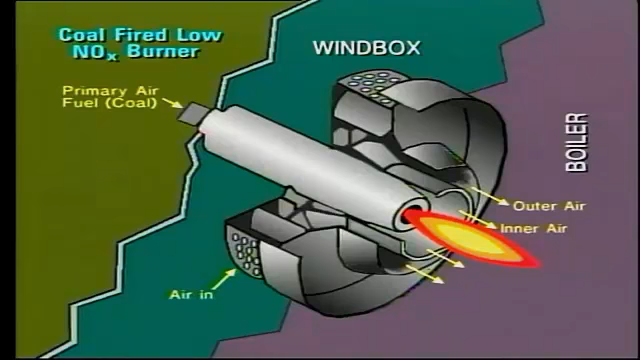 Coal Fired Low
NOx Burner
WINDBOX
Primary Air
Fuel (Coal)
BOILER
Outer Air
Inner Air
Air in